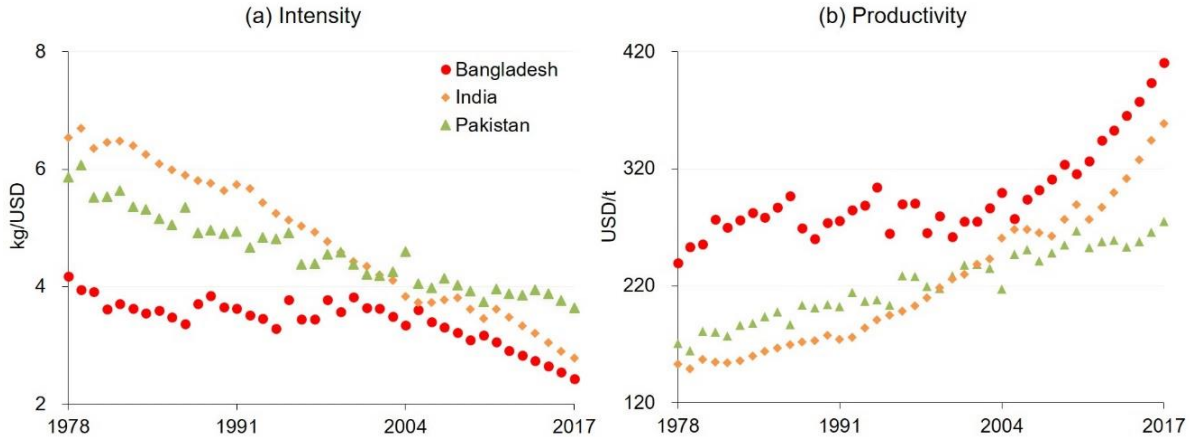 (a) Intensity
8
6
4
2
kg/USD
1978
1991
2004
2017
Bangladesh
India
Pakistan
(b) Productivity
420
320
220
120
USD/t
1978
1991
2004
2017